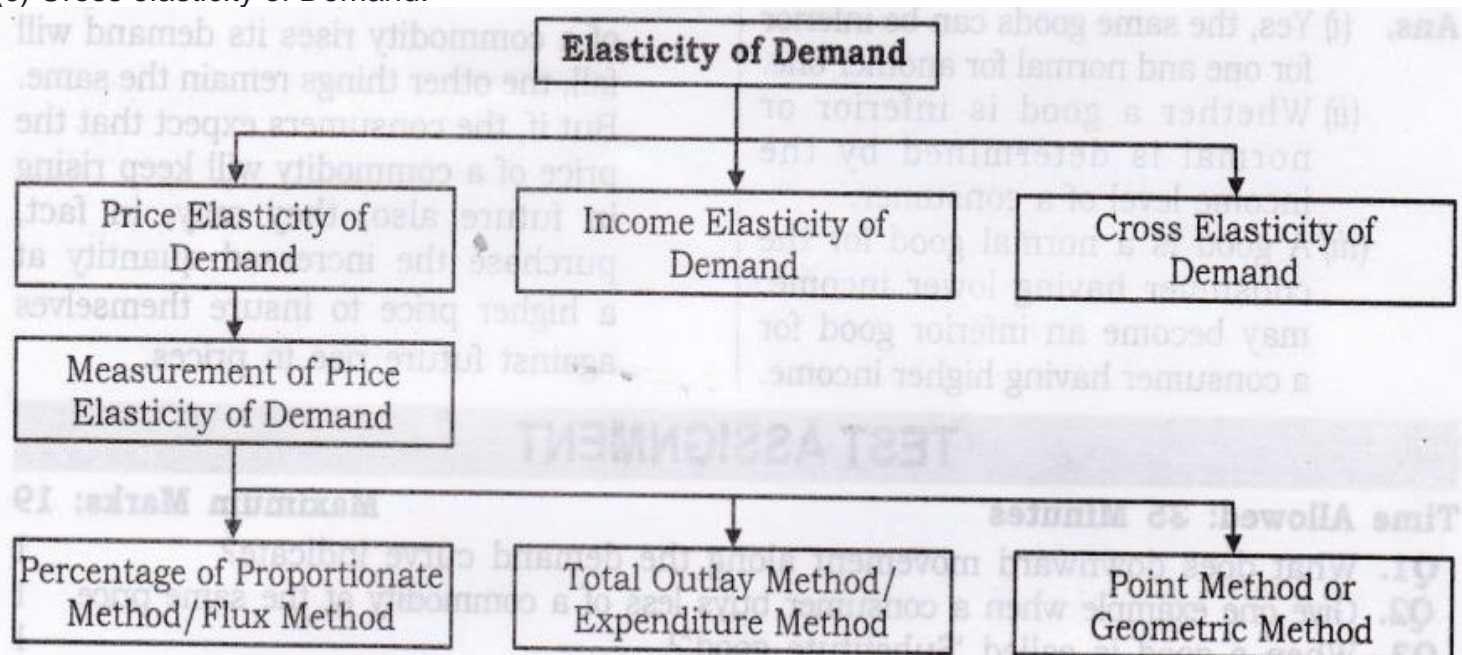 Elasticity of Demand
Price Elasticity of
Demand
Income Elasticity of
Demand
Cross Elasticity of
Demand
Measurement of Price
Elasticity of Demand
Percentage of Proportionate
Method/Flux Method
Total Outlay Method/
Expenditure Method
Point Method or
Geometric Method
Ans. (i) Yes, the same goods can be inferior
for one and normal for another one.
(ii) Whether a good is inferior or
normal is determined by the
income level of a consumer.
(iii) A good is a normal good for the
consumer having lower income,
may become an inferior good for
a consumer having higher income.
commodity rises its demand will
fall, the other things remain the same.
But if, the consumers expect that the
price of a commodity will keep rising
in future also, they may, in fact,
purchase the increased quantity at
a higher price to insure themselves
against future rise in prices.
TEST ASSIGNMENT
Time Allowed: 35 Minutes
Maximum Marks: 19
Q1. What does downward movement along the demand curve indicate? 1
Q2. Give one example when a consumer buys less of a commodity at the same price. 1
Q3. When a good is called 'Substitute good'? 1